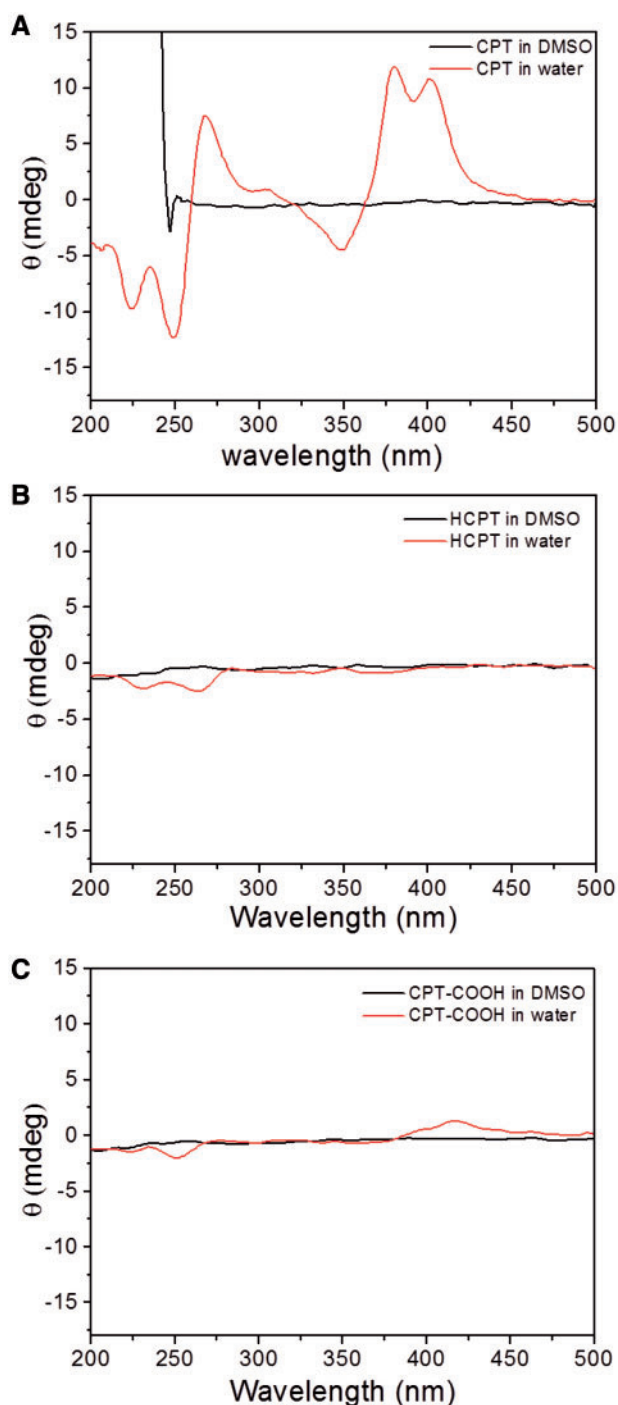 A
15
10
5
0
-5
-10
-15
θ (mdeg)
CPT in DMSO
CPT in water
200 250 300 350 400 450 500
wavelength (nm)
B
15
10
5
0
-5
-10
-15
θ (mdeg)
HCPT in DMSO
HCPT in water
200 250 300 350 400 450 500
Wavelength (nm)
C
15
10
5
0
-5
-10
-15
θ (mdeg)
CPT-COOH in DMSO
CPT-COOH in water
200 250 300 350 400 450 500
Wavelength (nm)